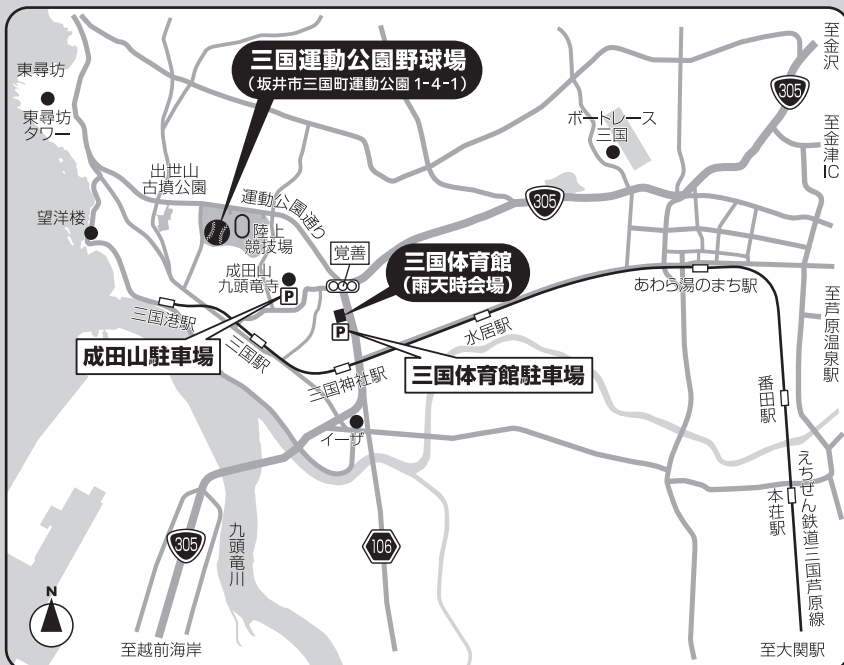 三国運動公園野球場
(坂井市三国町運動公園 1-4-1)
至金沢
305
東尋坊
東尋坊
タワー
ボートレース
三国
至金津IC
出世山
古墳公園
運動公園通り
305
望洋楼
陸上
競技場
覚善
三国体育館
(雨天時会場)
成田山
九頭竜寺
P
P
あわら湯のまち駅
至芦原温泉駅
三国港駅
水居駅
成田山駐車場
三国駅
三国神社駅
三国体育館駐車場
番田駅
イーザ
えちぜん鉄道三国芦原線
本荘駅
305
九頭竜川
106
N
至越前海岸
至大関駅